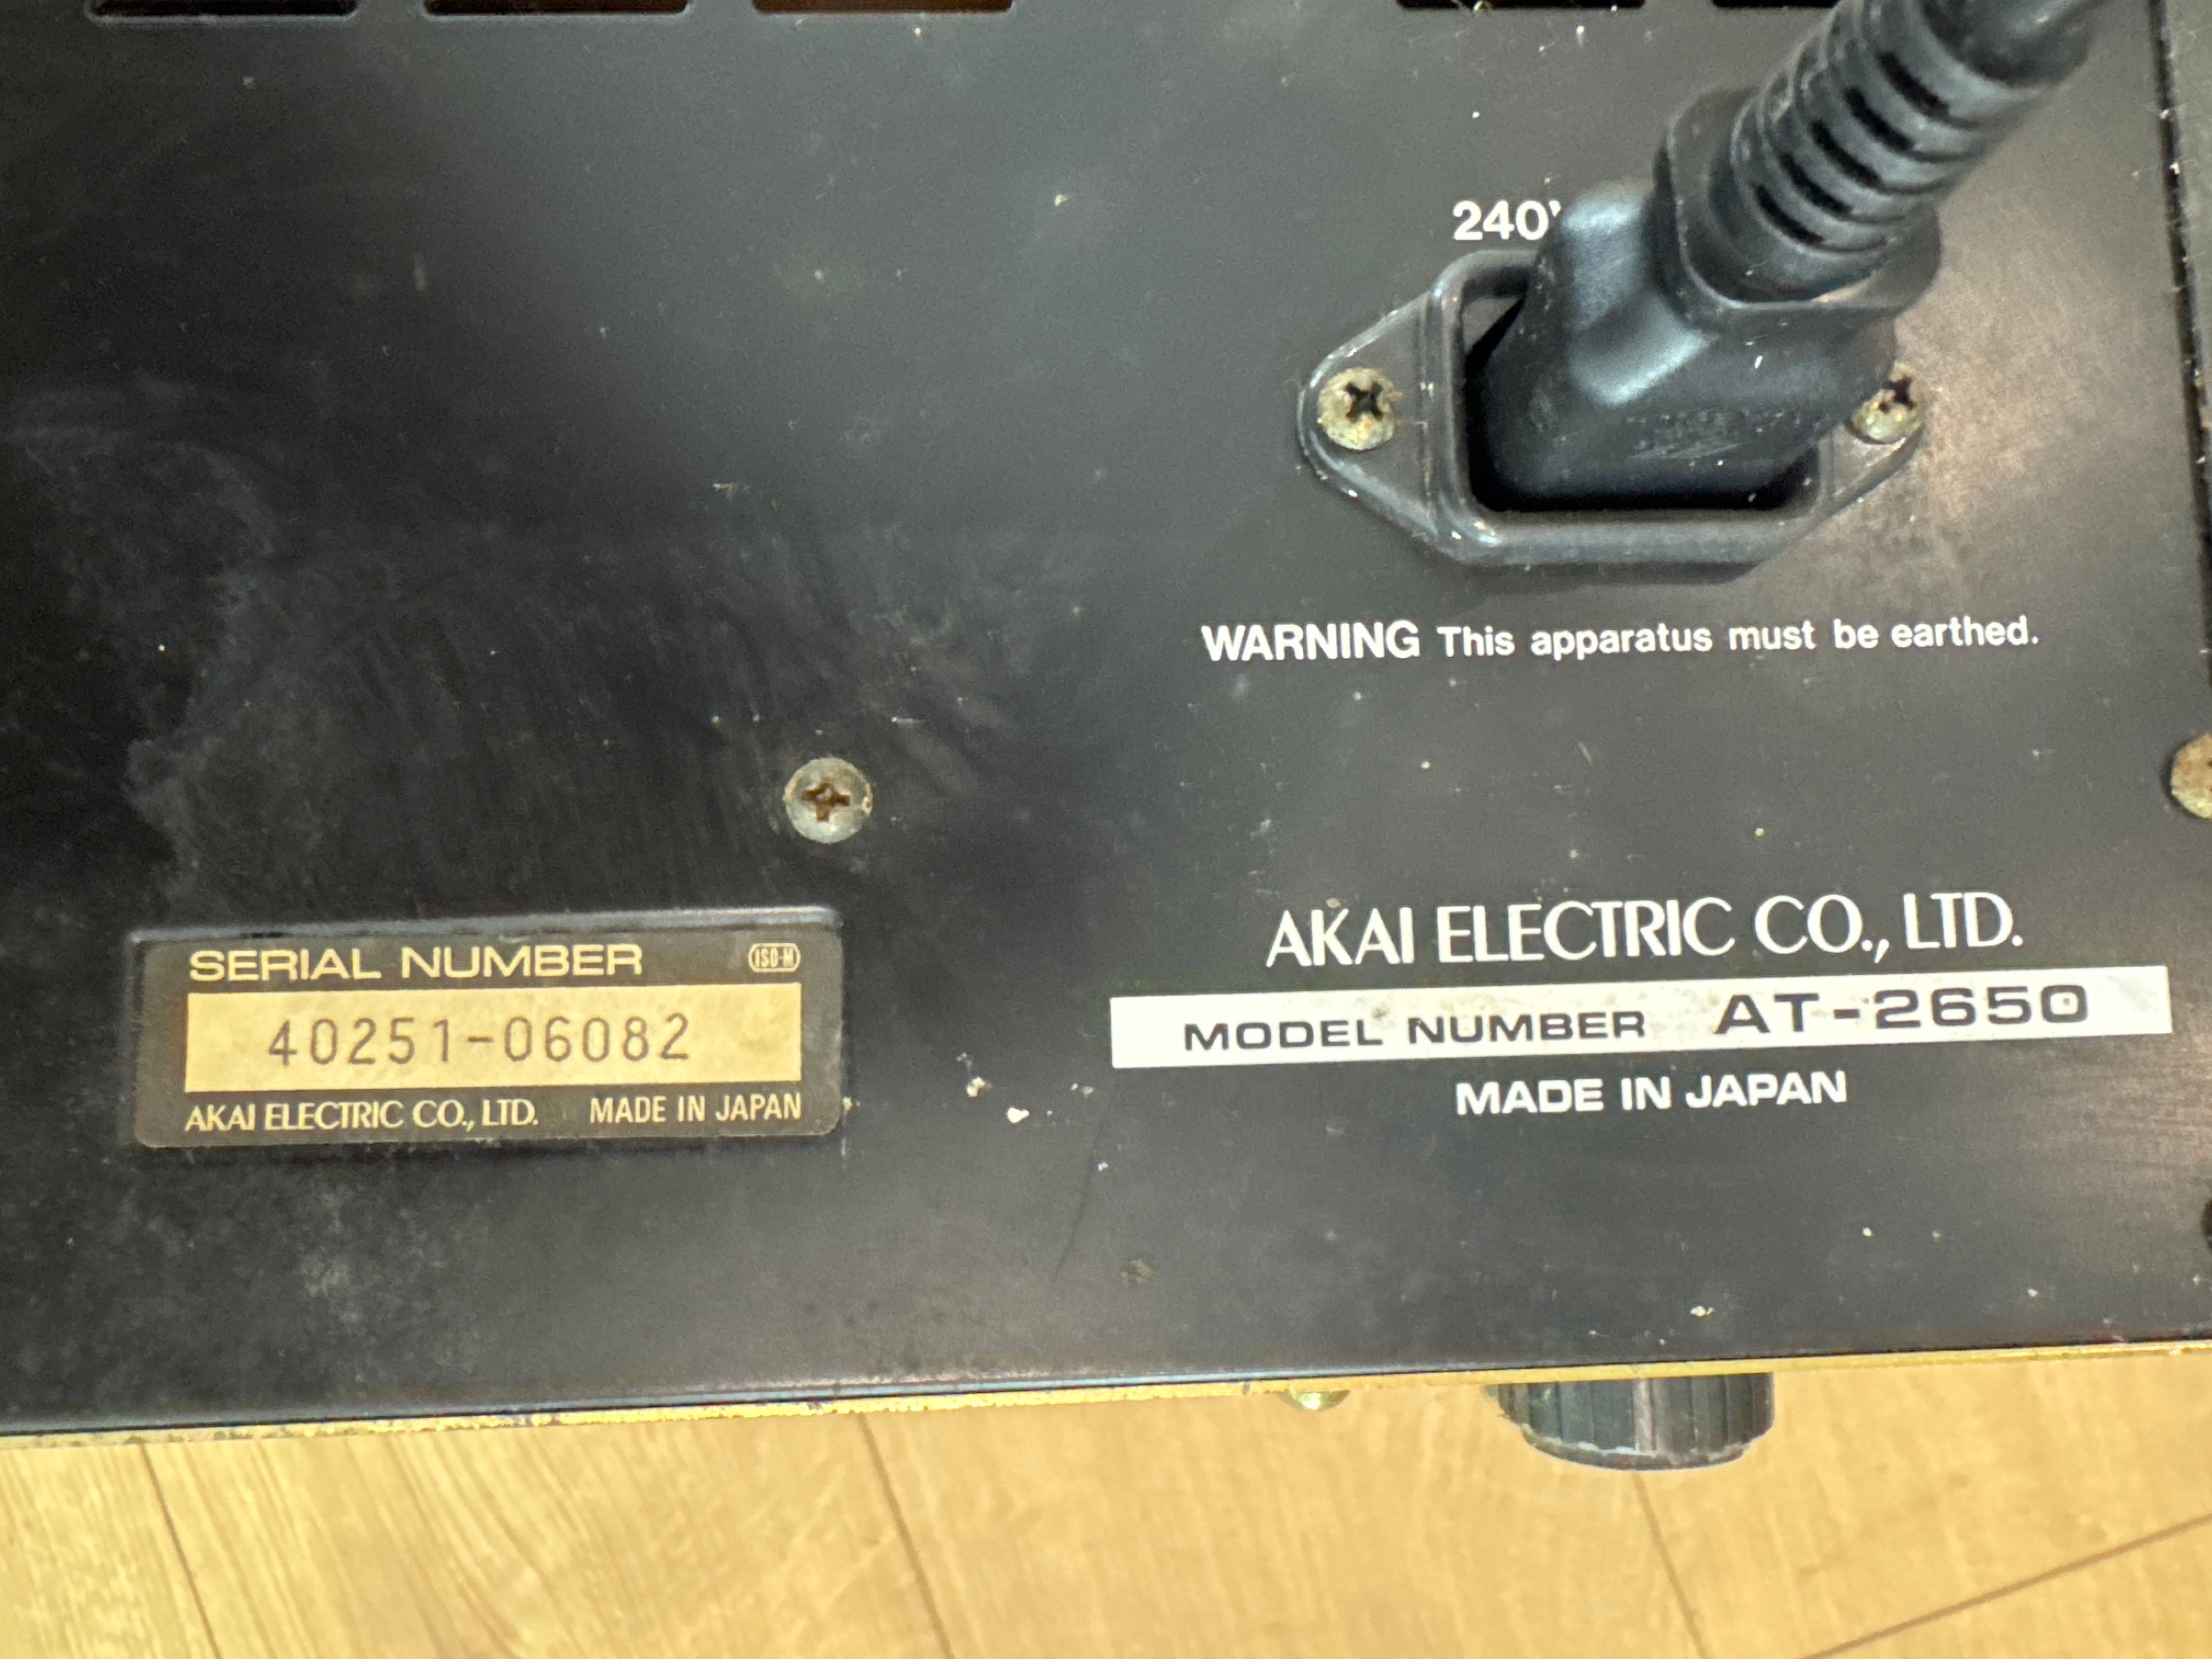 240V
WARNING This apparatus must be earthed.
SERIAL NUMBER ISO-M
40251-06082
AKAI ELECTRIC CO., LTD. MADE IN JAPAN
AKAI ELECTRIC CO., LTD.
MODEL NUMBER AT-2650
MADE IN JAPAN